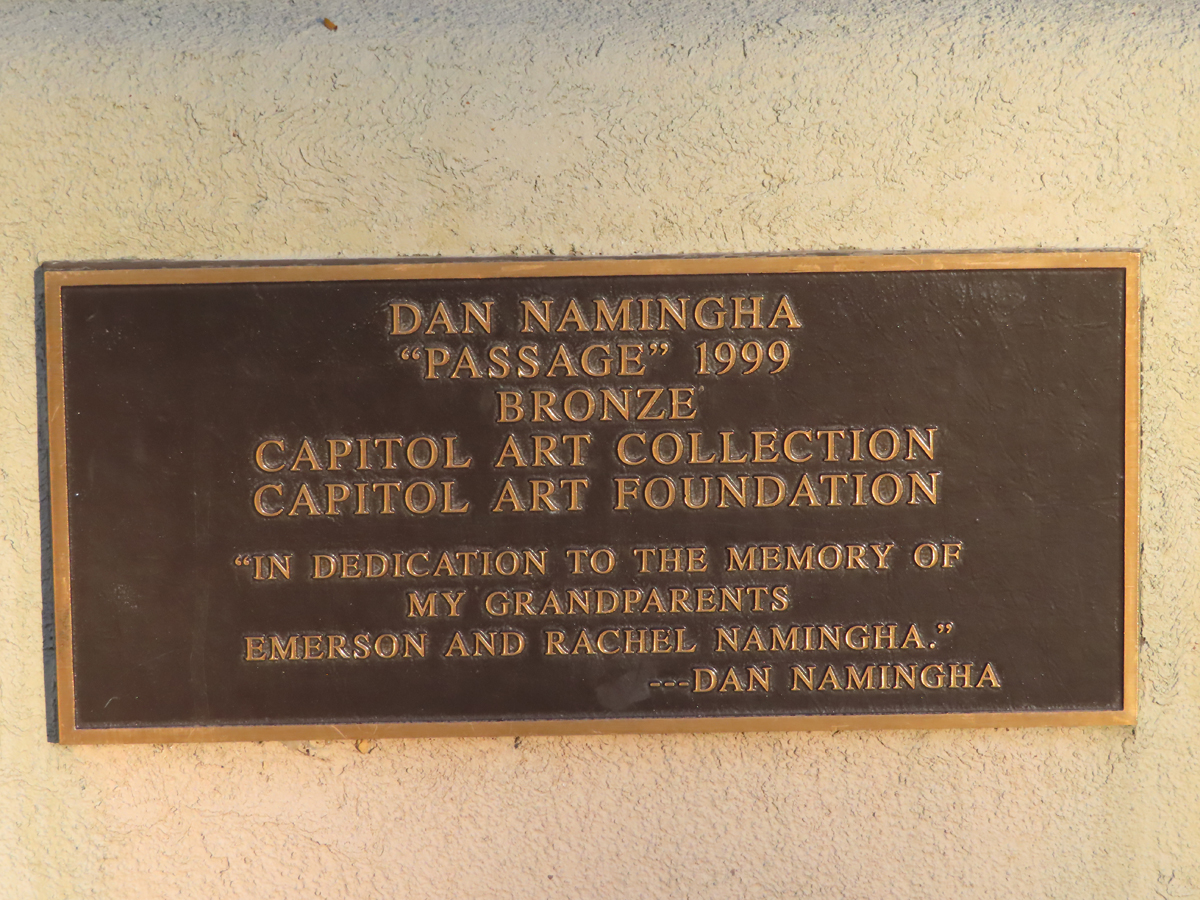 DAN NAMINGHA
“PASSAGE” 1999
BRONZE
CAPITOL ART COLLECTION
CAPITOL ART FOUNDATION
“IN DEDICATION TO THE MEMORY OF
MY GRANDPARENTS
EMERSON AND RACHEL NAMINGHA.”
---DAN NAMINGHA